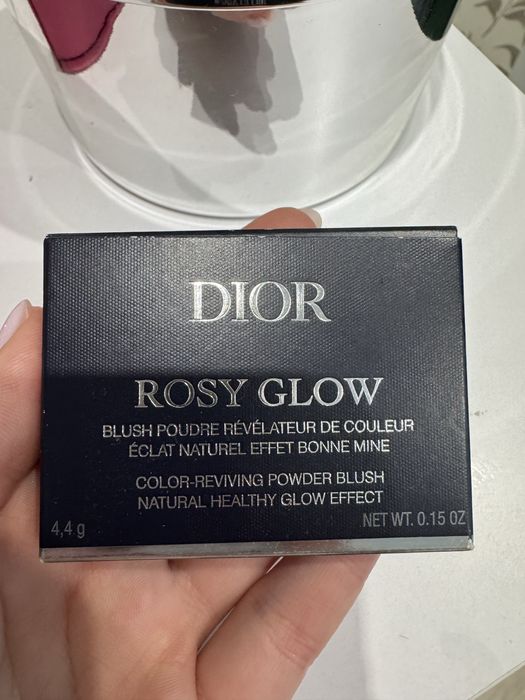 DIOR
ROSY GLOW
BLUSH POUDRE RÉVÉLATEUR DE COULEUR
ÉCLAT NATUREL EFFET BONNE MINE
COLOR-REVIVING POWDER BLUSH
NATURAL HEALTHY GLOW EFFECT
4,4 g NET WT. 0.15 OZ